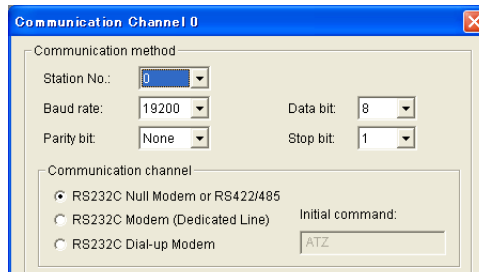 Communication Channel 0
Communication method
Station No.: 0
Baud rate: 19200 Data bit: 8
Parity bit: None Stop bit: 1
Communication channel
RS232C Null Modem or RS422/485
RS232C Modem (Dedicated Line) Initial command:
RS232C Dial-up Modem ATZ